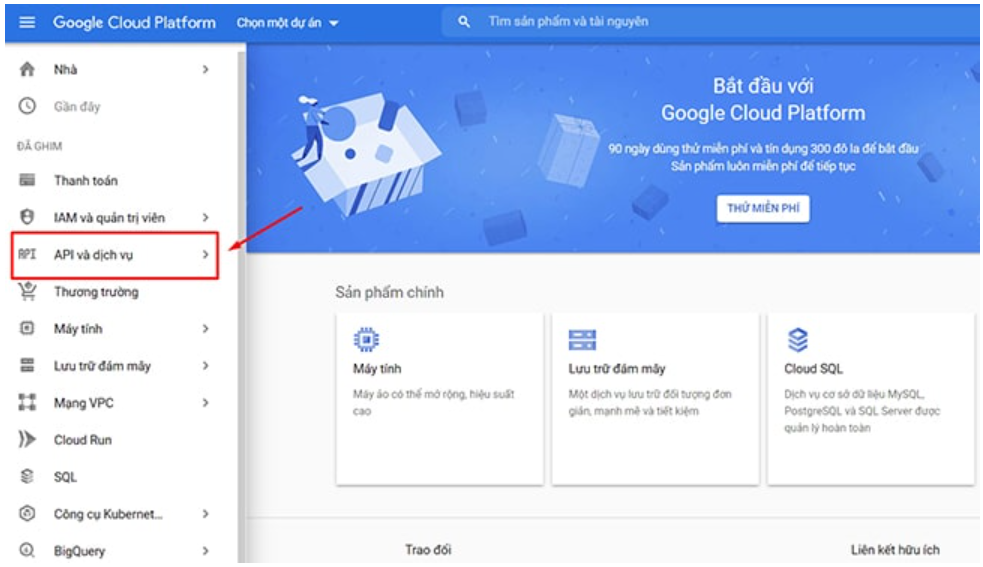 Google Cloud Platform Chọn một dự án
Tìm sản phẩm và tài nguyên
Nhà
Gần đây
ĐÃ GHIM
Thanh toán
IAM và quản trị viên
API API và dịch vụ
Thương trường
Máy tính
Lưu trữ đám mây
Mạng VPC
Cloud Run
SQL
Công cụ Kubernet...
BigQuery
Bắt đầu với
Google Cloud Platform
90 ngày dùng thử miễn phí và tín dụng 300 đô la để bắt đầu
Sản phẩm luôn miễn phí để tiếp tục
THỬ MIỄN PHÍ
Sản phẩm chính
Máy tính
Máy ảo có thể mở rộng, hiệu suất
cao
Lưu trữ đám mây
Một dịch vụ lưu trữ đối tượng đơn
giản, mạnh mẽ và tiết kiệm
Cloud SQL
Dịch vụ cơ sở dữ liệu MySQL,
PostgreSQL và SQL Server được
quản lý hoàn toàn
Trao đổi
Liên kết hữu ích